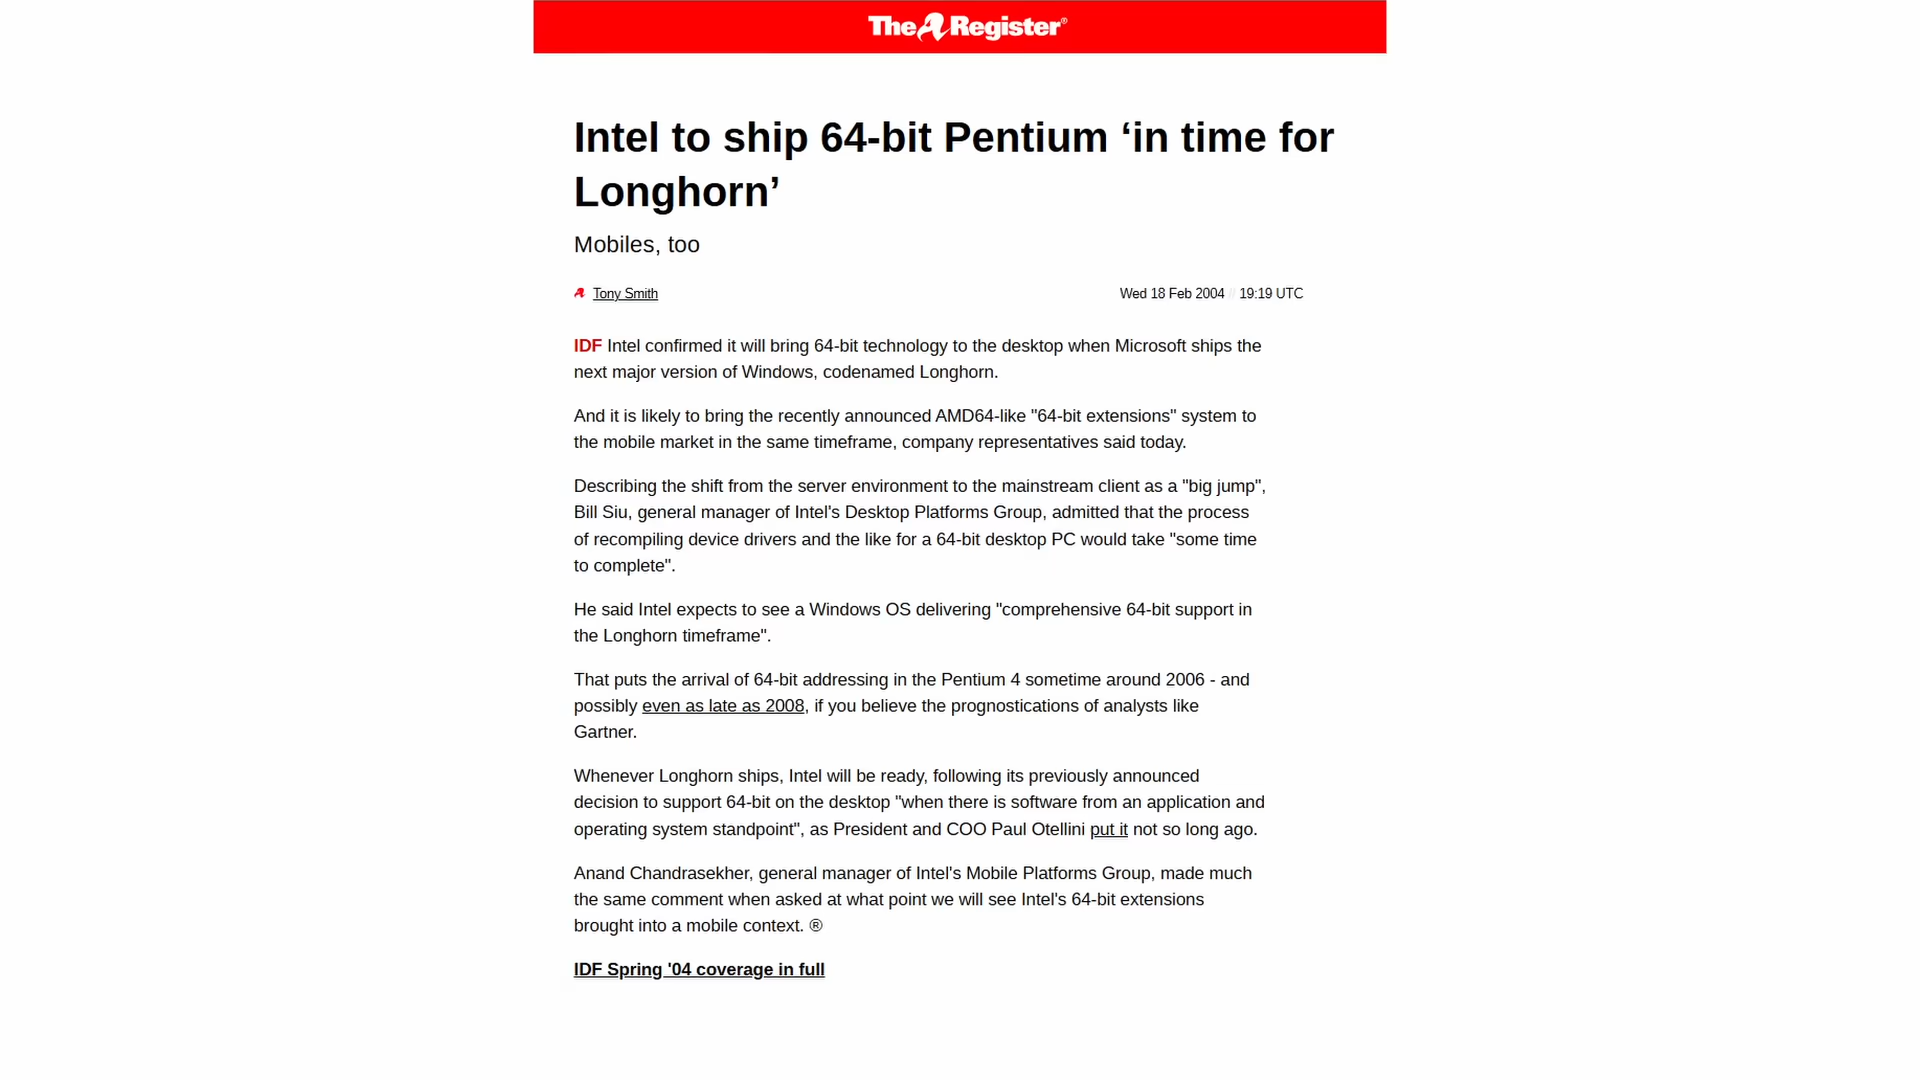 The Register®
Intel to ship 64-bit Pentium ‘in time for
Longhorn’
Mobiles, too
Tony Smith
Wed 18 Feb 2004 // 19:19 UTC
IDF Intel confirmed it will bring 64-bit technology to the desktop when Microsoft ships the
next major version of Windows, codenamed Longhorn.
And it is likely to bring the recently announced AMD64-like "64-bit extensions" system to
the mobile market in the same timeframe, company representatives said today.
Describing the shift from the server environment to the mainstream client as a "big jump",
Bill Siu, general manager of Intel's Desktop Platforms Group, admitted that the process
of recompiling device drivers and the like for a 64-bit desktop PC would take "some time
to complete".
He said Intel expects to see a Windows OS delivering "comprehensive 64-bit support in
the Longhorn timeframe".
That puts the arrival of 64-bit addressing in the Pentium 4 sometime around 2006 - and
possibly even as late as 2008, if you believe the prognostications of analysts like
Gartner.
Whenever Longhorn ships, Intel will be ready, following its previously announced
decision to support 64-bit on the desktop "when there is software from an application and
operating system standpoint", as President and COO Paul Otellini put it not so long ago.
Anand Chandrasekher, general manager of Intel's Mobile Platforms Group, made much
the same comment when asked at what point we will see Intel's 64-bit extensions
brought into a mobile context. ®
IDF Spring '04 coverage in full